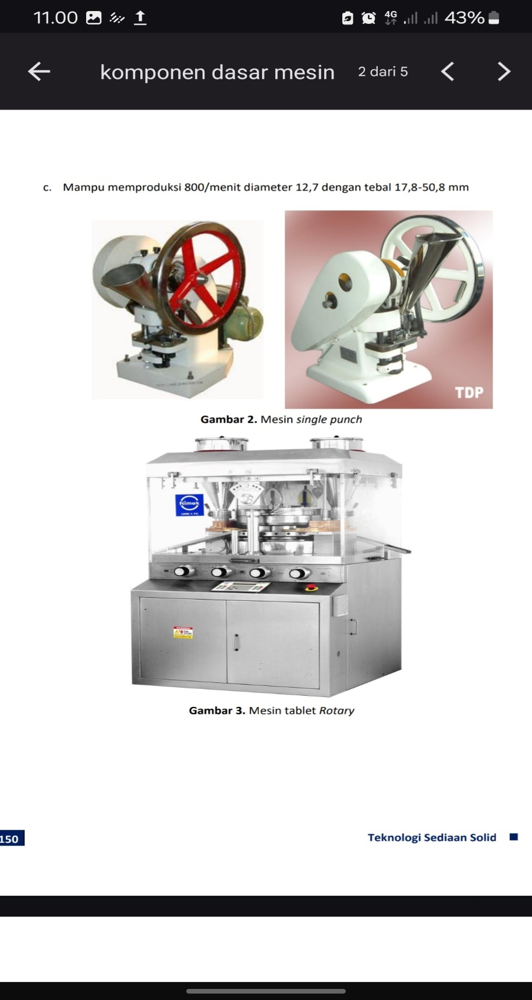 11.00
4G
43%
komponen dasar mesin
2 dari 5
c. Mampu memproduksi 800/menit diameter 12,7 dengan tebal 17,8-50,8 mm
TDP
Gambar 2. Mesin single punch
Rimek
Gambar 3. Mesin tablet Rotary
150
Teknologi Sediaan Solid